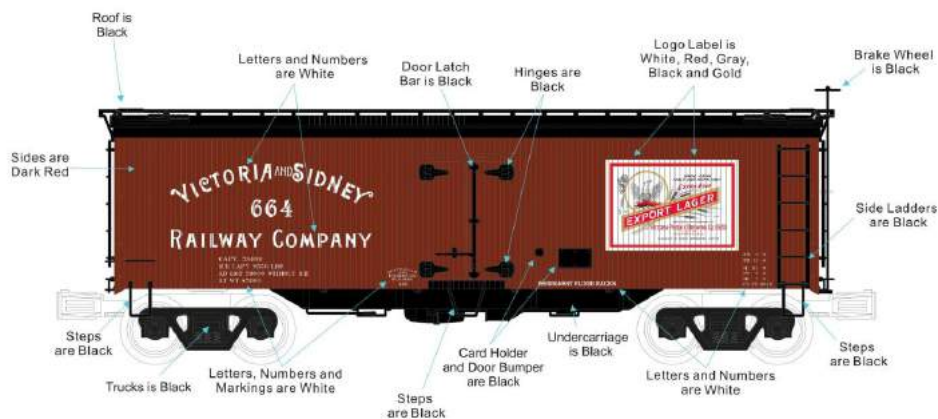 Roof is
Black
Letters and Numbers
are White
Door Latch
Bar is Black
Hinges are
Black
Logo Label is
White, Red, Gray,
Black and Gold
Brake Wheel
is Black
Sides are
Dark Red
VICTORIA AND SIDNEY
664
RAILWAY COMPANY
EXPORT LAGER
Side Ladders
are Black
PERMANENT FLOOR RACKS
Steps
are Black
Trucks is Black
Letters, Numbers and
Markings are White
Steps
are Black
Card Holder
and Door Bumper
are Black
Undercarriage
is Black
Letters and Numbers
are White
Steps
are Black